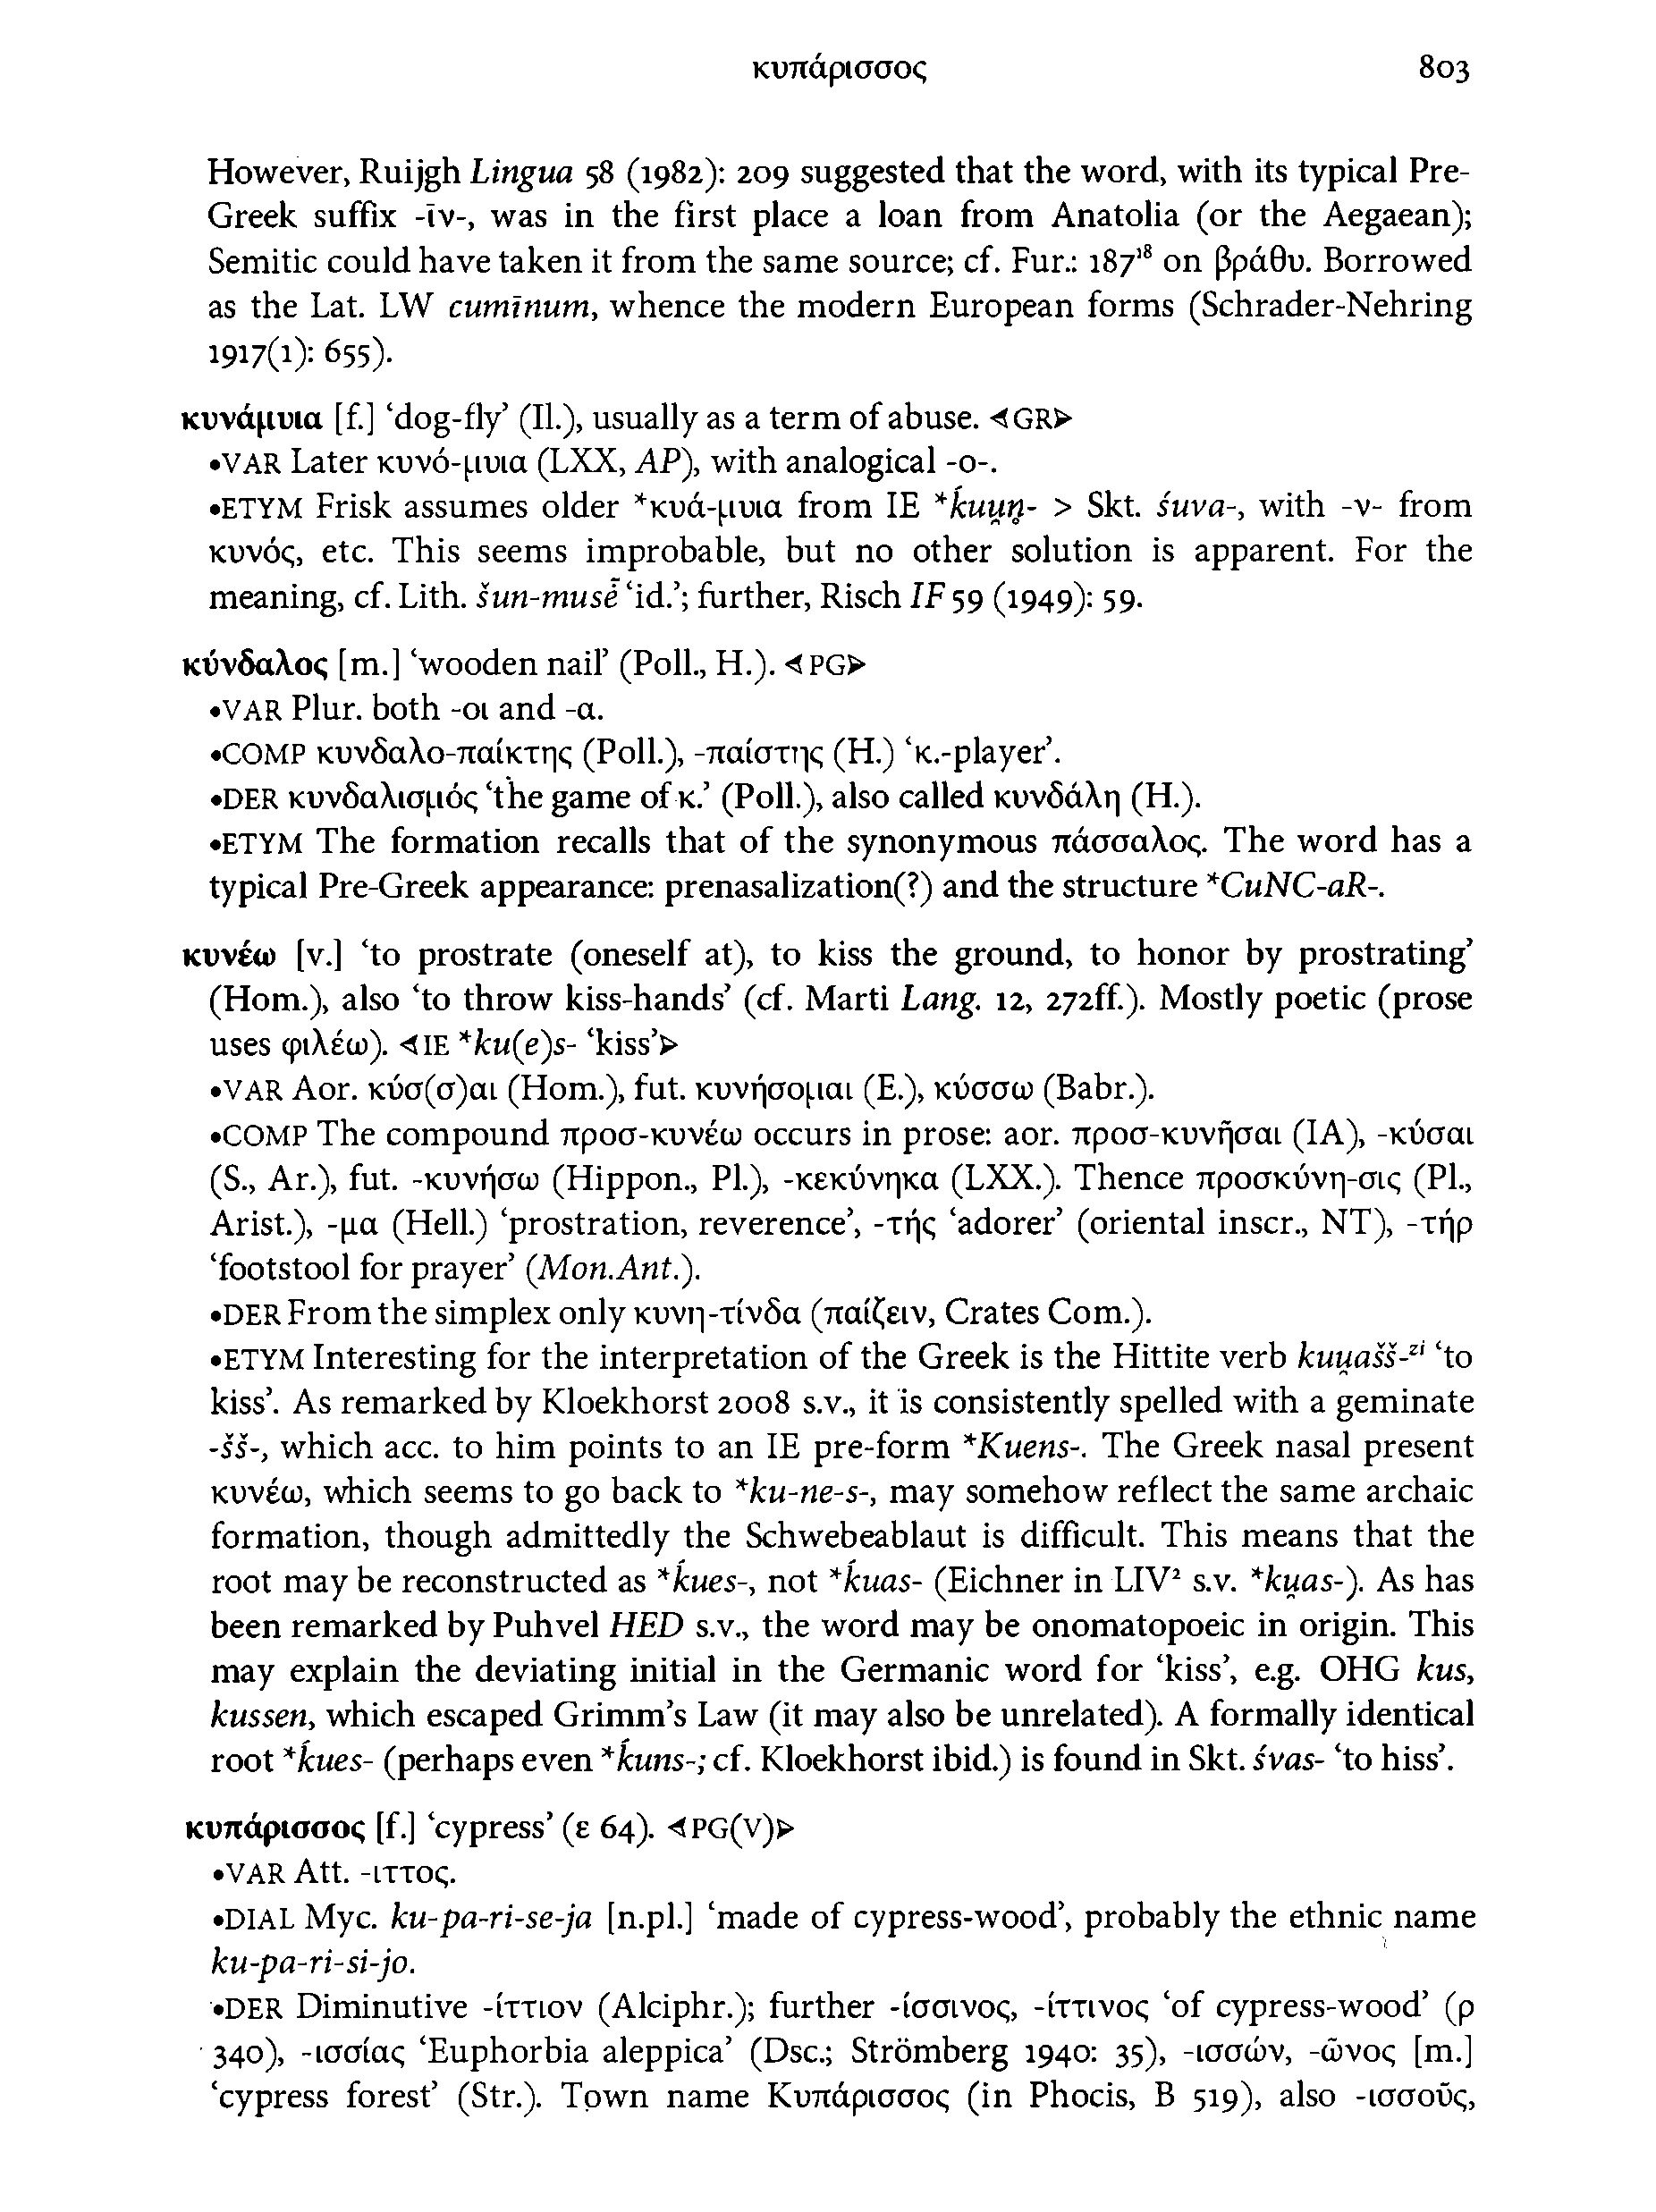 κυπάρισσος 803
However, Ruijgh Lingua 58 (1982): 209 suggested that the word, with its typical Pre-
Greek suffix -ῑν-, was in the first place a loan from Anatolia (or the Aegaean);
Semitic could have taken it from the same source; cf. Fur.: 187¹⁸ on βράθυ. Borrowed
as the Lat. LW cumīnum, whence the modern European forms (Schrader-Nehring
1917(1): 655).
κυνάμυια [f.] ‘dog-fly’ (Il.), usually as a term of abuse. ⊲GR⊳
•VAR Later κυνό-μυια (LXX, AP), with analogical -ο-.
•ETYM Frisk assumes older *κυά-μυια from IE *ḱuu̯n̥- > Skt. śuva-, with -ν- from
κυνός, etc. This seems improbable, but no other solution is apparent. For the
meaning, cf. Lith. šun-musė̃ ‘id.’; further, Risch IF 59 (1949): 59.
κύνδαλος [m.] ‘wooden nail’ (Poll., H.). ⊲PG⊳
•VAR Plur. both -οι and -α.
•COMP κυνδαλο-παίκτης (Poll.), -παίστης (H.) ‘κ.-player’.
•DER κυνδαλισμός ‘the game of κ.’ (Poll.), also called κυνδάλη (H.).
•ETYM The formation recalls that of the synonymous πάσσαλος. The word has a
typical Pre-Greek appearance: prenasalization(?) and the structure *CuNC-aR-.
κυνέω [v.] ‘to prostrate (oneself at), to kiss the ground, to honor by prostrating’
(Hom.), also ‘to throw kiss-hands’ (cf. Marti Lang. 12, 272ff.). Mostly poetic (prose
uses φιλέω). ⊲IE *ku(e)s- ‘kiss’⊳
•VAR Aor. κύσ(σ)αι (Hom.), fut. κυνήσομαι (E.), κύσσω (Babr.).
•COMP The compound προσ-κυνέω occurs in prose: aor. προσ-κυνῆσαι (IA), -κύσαι
(S., Ar.), fut. -κυνήσω (Hippon., Pl.), -κεκύνηκα (LXX.). Thence προσκύνη-σις (Pl.,
Arist.), -μα (Hell.) ‘prostration, reverence’, -τής ‘adorer’ (oriental inscr., NT), -τήρ
‘footstool for prayer’ (Mon.Ant.).
•DER From the simplex only κυνη-τίνδα (παίζειν, Crates Com.).
•ETYM Interesting for the interpretation of the Greek is the Hittite verb kuu̯ašš-ᶻⁱ ‘to
kiss’. As remarked by Kloekhorst 2008 s.v., it is consistently spelled with a geminate
-šš-, which acc. to him points to an IE pre-form *Kuens-. The Greek nasal present
κυνέω, which seems to go back to *ku-ne-s-, may somehow reflect the same archaic
formation, though admittedly the Schwebeablaut is difficult. This means that the
root may be reconstructed as *ḱues-, not *ḱuas- (Eichner in LIV² s.v. *ḱu̯as-). As has
been remarked by Puhvel HED s.v., the word may be onomatopoeic in origin. This
may explain the deviating initial in the Germanic word for ‘kiss’, e.g. OHG kus,
kussen, which escaped Grimm’s Law (it may also be unrelated). A formally identical
root *ḱues- (perhaps even *ḱuns-; cf. Kloekhorst ibid.) is found in Skt. śvas- ‘to hiss’.
κυπάρισσος [f.] ‘cypress’ (ε 64). ⊲PG(V)⊳
•VAR Att. -ιττος.
•DIAL Myc. ku-pa-ri-se-ja [n.pl.] ‘made of cypress-wood’, probably the ethnic name
ku-pa-ri-si-jo.
•DER Diminutive -ίττιον (Alciphr.); further -ίσσινος, -ίττινος ‘of cypress-wood’ (ρ
340), -ισσίας ‘Euphorbia aleppica’ (Dsc.; Strömberg 1940: 35), -ισσών, -ῶνος [m.]
‘cypress forest’ (Str.). Town name Κυπάρισσος (in Phocis, Β 519), also -ισσοῦς,